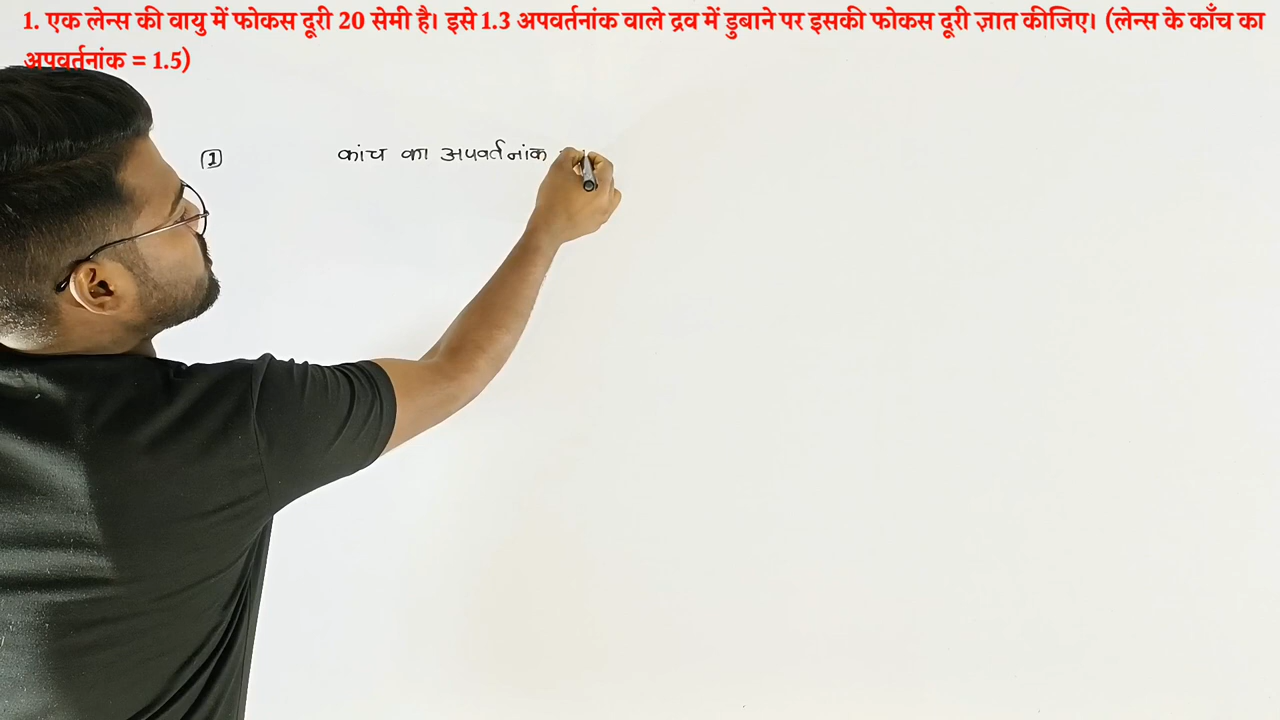 1. एक लेन्स की वायु में फोकस दूरी 20 सेमी है। इसे 1.3 अपवर्तनांक वाले द्रव में डुबाने पर इसकी फोकस दूरी ज्ञात कीजिए। (लेन्स के काँच का
अपवर्तनांक = 1.5)
1 कांच का अपवर्तनांक